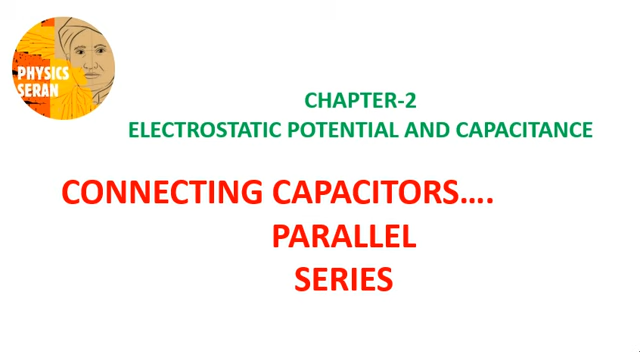 PHYSICS
SERAN
CHAPTER-2
ELECTROSTATIC POTENTIAL AND CAPACITANCE
CONNECTING CAPACITORS....
PARALLEL
SERIES